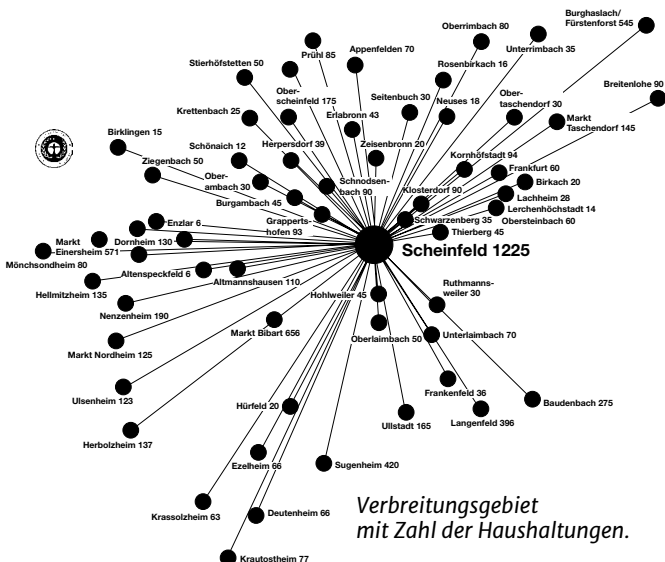 Burghaslach/
Fürstenforst 545
Oberrimbach 80
Prühl 85
Appenfelden 70
Unterrimbach 35
Stierhöfstetten 50
Rosenbirkach 16
Breitenlohe 90
Ober-
scheinfeld 175
Seitenbuch 30
Neuses 18
Ober-
taschendorf 30
Krettenbach 25
Erlabronn 43
Markt
Taschendorf 145
Birklingen 15
Schönaich 12
Herpersdorf 39
Zeisenbronn 20
Kornhöfstadt 94
Ziegenbach 50
Frankfurt 60
Ober-
ambach 30
Schnodsen-
bach 90
Klosterdorf 90
Birkach 20
Lachheim 28
Burgambach 45
Lerchenhöchstadt 14
Grapperts-
hofen 93
Schwarzenberg 35
Obersteinbach 60
Enzlar 6
Thierberg 45
Markt
Einersheim 571
Dornheim 130
Scheinfeld 1225
Mönchsondheim 80
Altenspeckfeld 6
Altmannshausen 110
Hellmitzheim 135
Hohlweiler 45
Ruthmanns-
weiler 30
Nenzenheim 190
Markt Bibart 656
Oberlaimbach 50
Unterlaimbach 70
Markt Nordheim 125
Ulsenheim 123
Hürfeld 20
Frankenfeld 36
Baudenbach 275
Ullstadt 165
Langenfeld 396
Herbolzheim 137
Ezelheim 66
Sugenheim 420
Krassolzheim 63
Deutenheim 66
Verbreitungsgebiet
mit Zahl der Haushaltungen.
Krautostheim 77